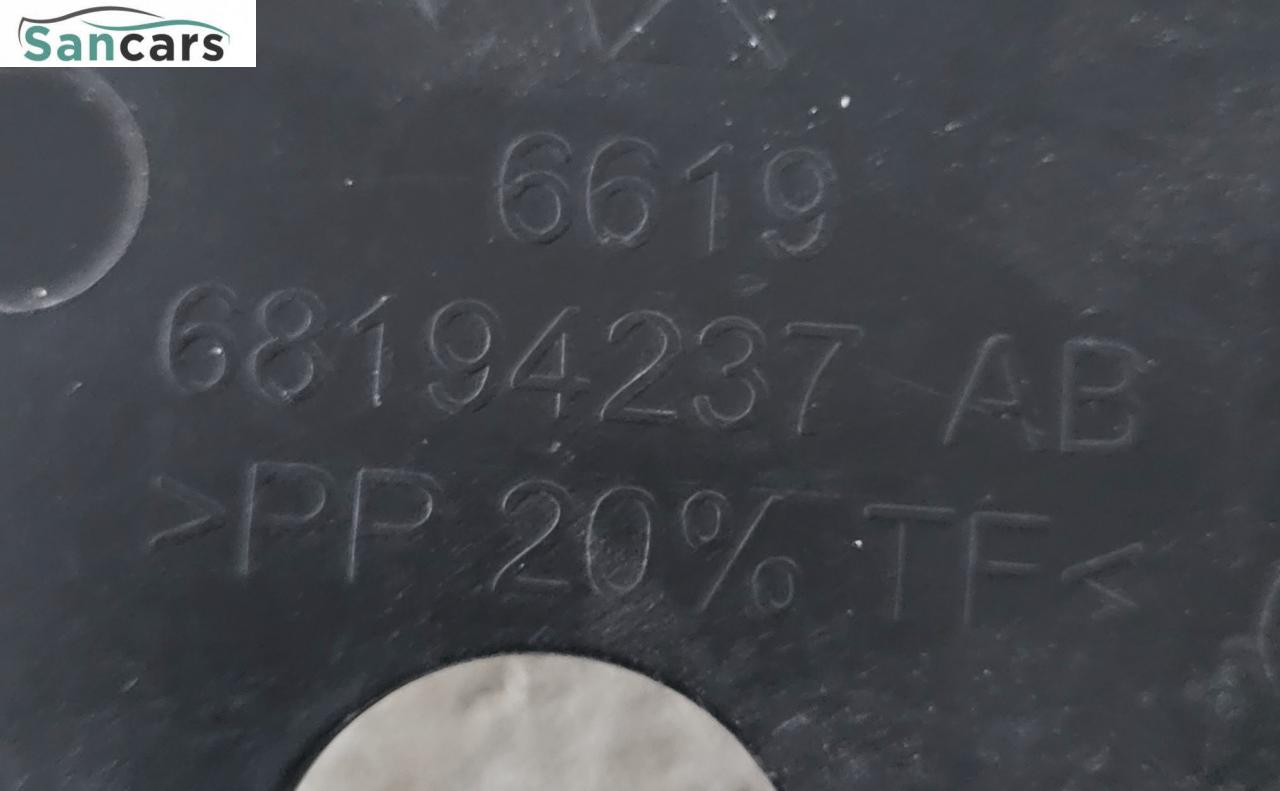 Sancars
6619
68194237 AB
>PP 20% TF<